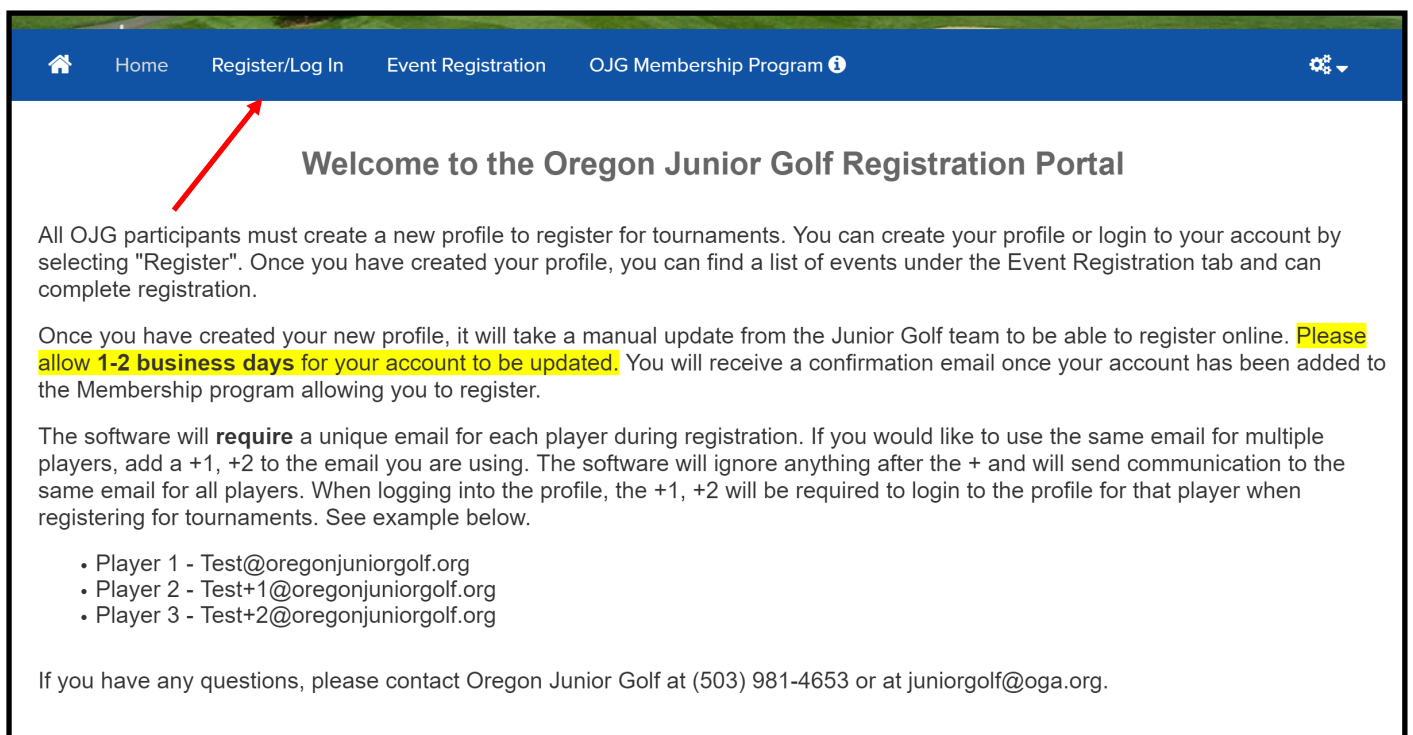 Home Register/Log In Event Registration OJG Membership Program
Welcome to the Oregon Junior Golf Registration Portal
All OJG participants must create a new profile to register for tournaments. You can create your profile or login to your account by
selecting "Register". Once you have created your profile, you can find a list of events under the Event Registration tab and can
complete registration.
Once you have created your new profile, it will take a manual update from the Junior Golf team to be able to register online. Please
allow 1-2 business days for your account to be updated. You will receive a confirmation email once your account has been added to
the Membership program allowing you to register.
The software will require a unique email for each player during registration. If you would like to use the same email for multiple
players, add a +1, +2 to the email you are using. The software will ignore anything after the + and will send communication to the
same email for all players. When logging into the profile, the +1, +2 will be required to login to the profile for that player when
registering for tournaments. See example below.
• Player 1 - Test@oregonjuniorgolf.org
• Player 2 - Test+1@oregonjuniorgolf.org
• Player 3 - Test+2@oregonjuniorgolf.org
If you have any questions, please contact Oregon Junior Golf at (503) 981-4653 or at juniorgolf@oga.org.